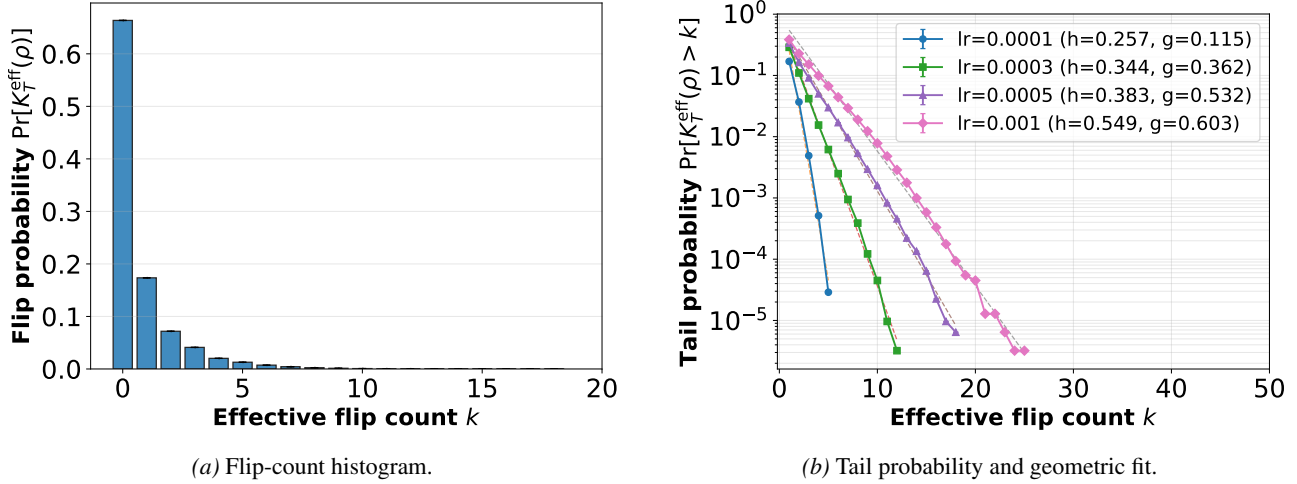 0.6
0.5
0.4
0.3
0.2
0.1
0.0
Flip probability Pr[K_T^eff(ρ)]
0 5 10 15 20
Effective flip count k
(a) Flip-count histogram.
10^0
10^−1
10^−2
10^−3
10^−4
10^−5
Tail probablity Pr[K_T^eff(ρ) > k]
lr=0.0001 (h=0.257, g=0.115)
lr=0.0003 (h=0.344, g=0.362)
lr=0.0005 (h=0.383, g=0.532)
lr=0.001 (h=0.549, g=0.603)
0 10 20 30 40 50
Effective flip count k
(b) Tail probability and geometric fit.